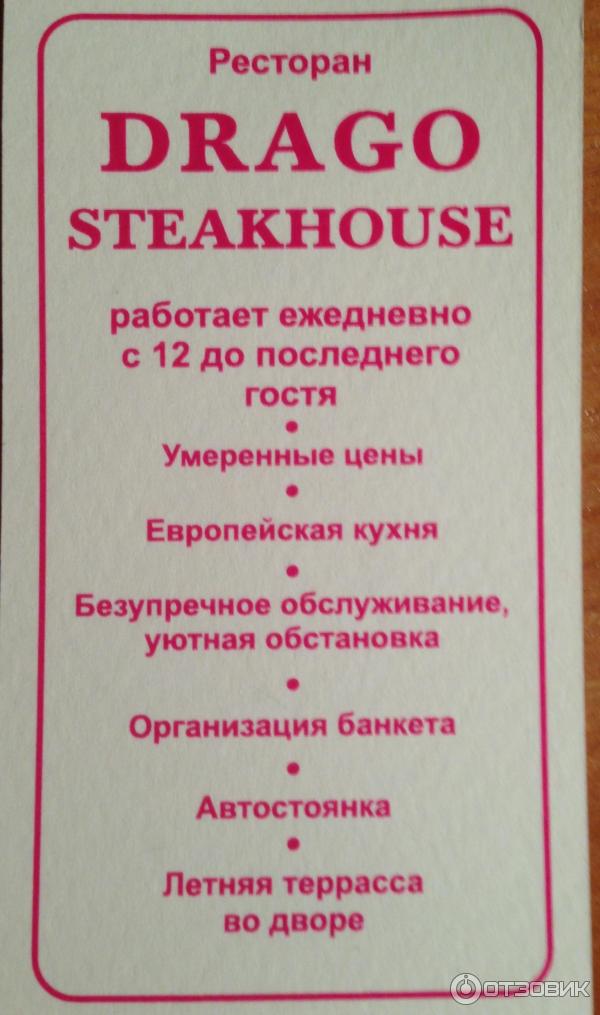 Ресторан
DRAGO
STEAKHOUSE
работает ежедневно
с 12 до последнего
гостя
•
Умеренные цены
•
Европейская кухня
•
Безупречное обслуживание,
уютная обстановка
•
Организация банкета
•
Автостоянка
•
Летняя террасса
во дворе
ОТЗОВИК